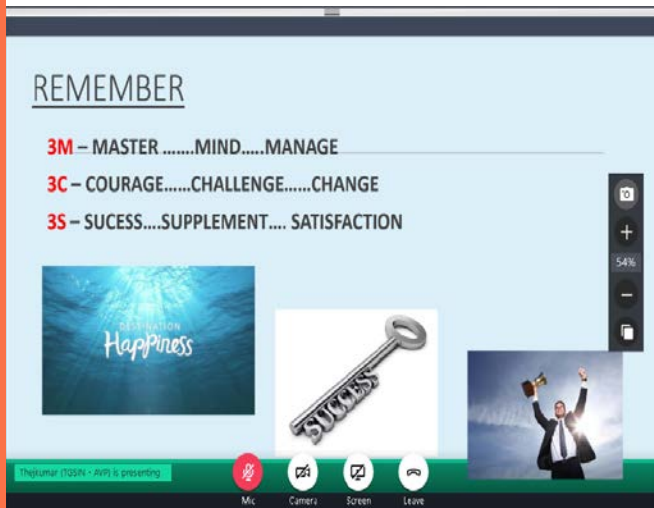 REMEMBER
3M – MASTER .......MIND.....MANAGE
3C – COURAGE......CHALLENGE......CHANGE
3S – SUCESS....SUPPLEMENT.... SATISFACTION
54%
DESTINATION
HAPPINESS
SUCCESS
Thejkumar (TQSIN - AVP) is presenting
Mic Camera Screen Leave